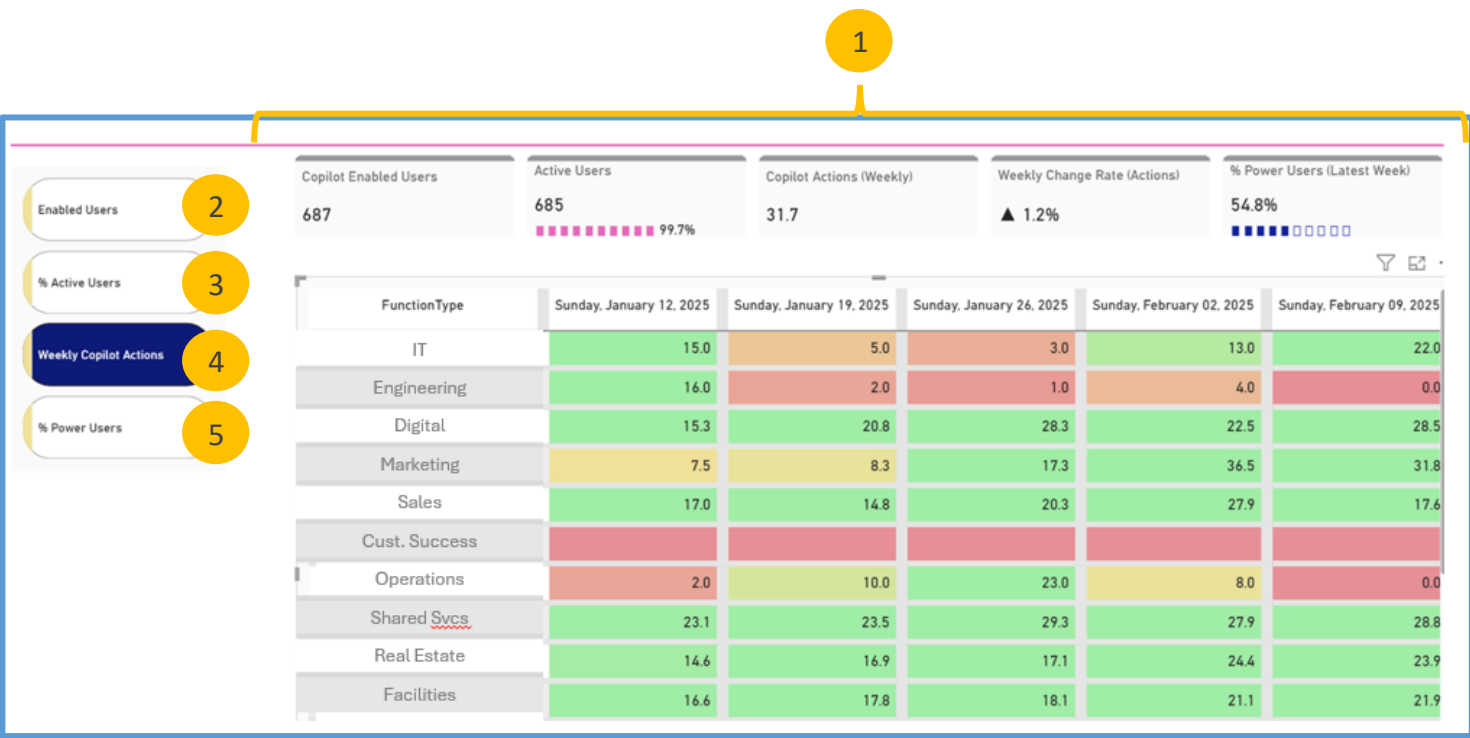 1
Enabled Users
2
% Active Users
3
Weekly Copilot Actions
4
% Power Users
5
Copilot Enabled Users
687
Active Users
685
99.7%
Copilot Actions (Weekly)
31.7
Weekly Change Rate (Actions)
▲ 1.2%
% Power Users (Latest Week)
54.8%
FunctionType Sunday, January 12, 2025 Sunday, January 19, 2025 Sunday, January 26, 2025 Sunday, February 02, 2025 Sunday, February 09, 2025
IT 15.0 5.0 3.0 13.0 22.0
Engineering 16.0 2.0 1.0 4.0 0.0
Digital 15.3 20.8 28.3 22.5 28.5
Marketing 7.5 8.3 17.3 36.5 31.8
Sales 17.0 14.8 20.3 27.9 17.6
Cust. Success
Operations 2.0 10.0 23.0 8.0 0.0
Shared Svcs 23.1 23.5 29.3 27.9 28.8
Real Estate 14.6 16.9 17.1 24.4 23.9
Facilities 16.6 17.8 18.1 21.1 21.9